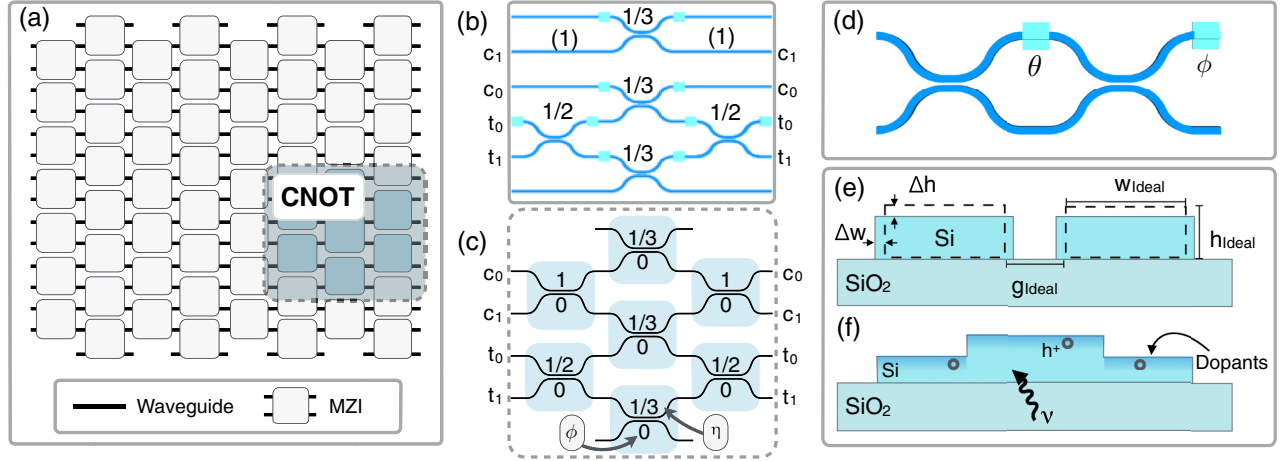 (a)
CNOT
Waveguide
MZI
(b)
1/3
(1)
(1)
c1
c1
c0
1/3
c0
t0
1/2
1/2
t0
t1
1/3
t1
(c)
1/3
0
c0
1
1
c0
c1
0
0
c1
1/3
0
t0
1/2
1/2
t0
t1
0
0
t1
1/3
0
ϕ
η
(d)
θ
ϕ
(e)
Δh
wIdeal
Δw
Si
hIdeal
SiO2
gIdeal
(f)
h+
Si
Dopants
SiO2
ν